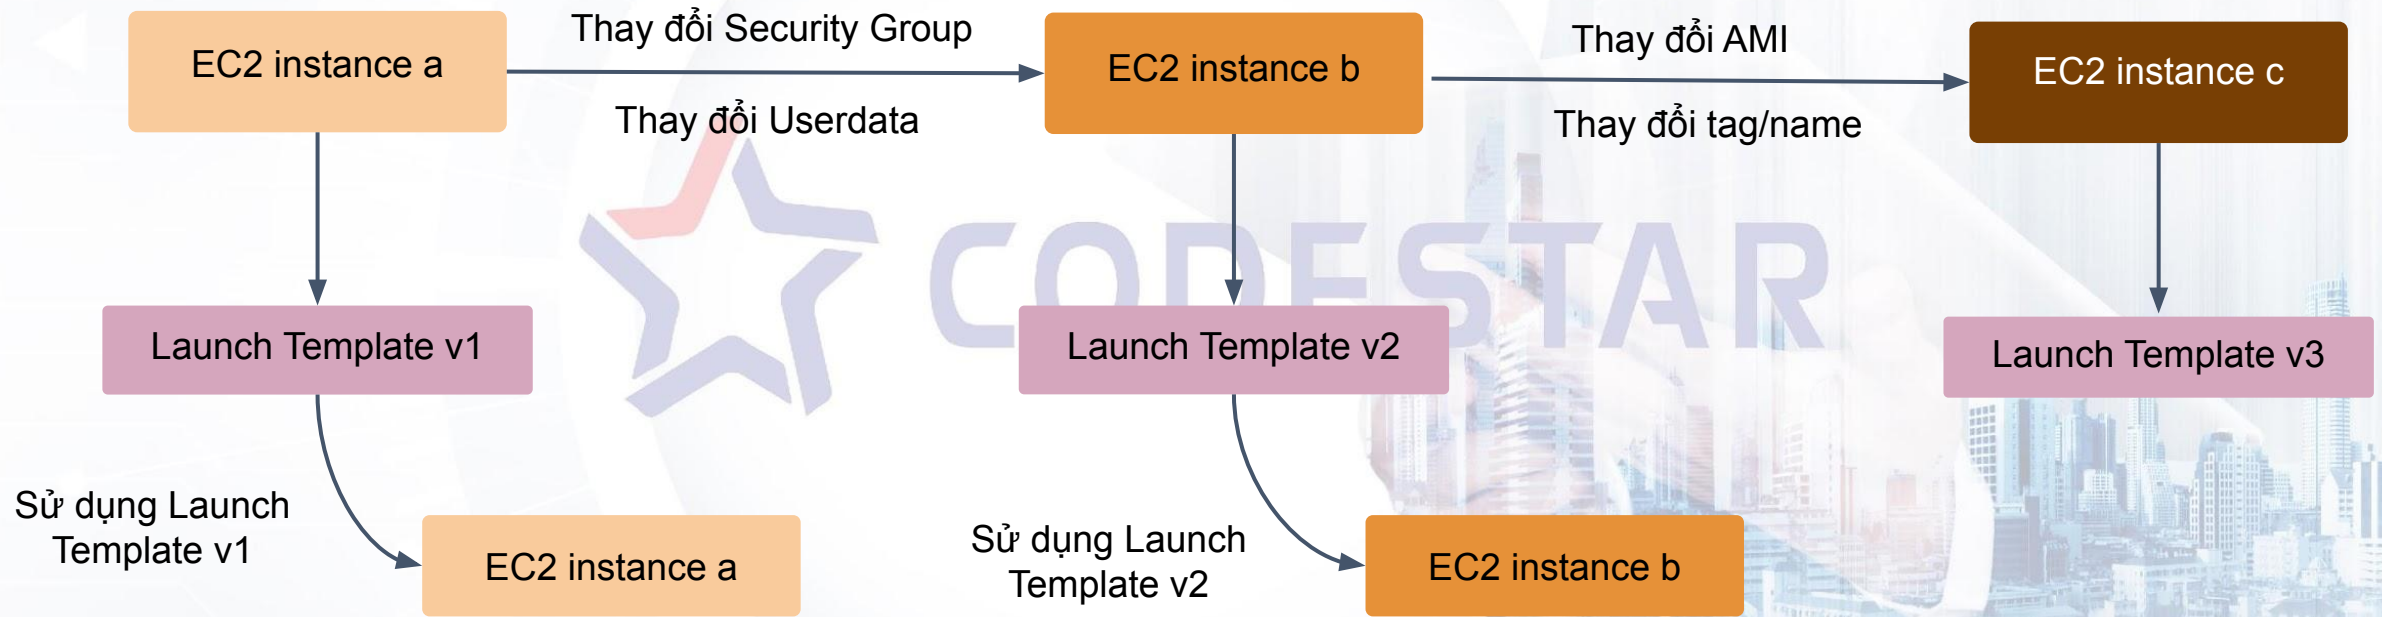 EC2 instance a
Thay đổi Security Group
Thay đổi Userdata
EC2 instance b
Thay đổi AMI
Thay đổi tag/name
EC2 instance c
CODESTAR
Launch Template v1
Launch Template v2
Launch Template v3
Sử dụng Launch
Template v1
EC2 instance a
Sử dụng Launch
Template v2
EC2 instance b